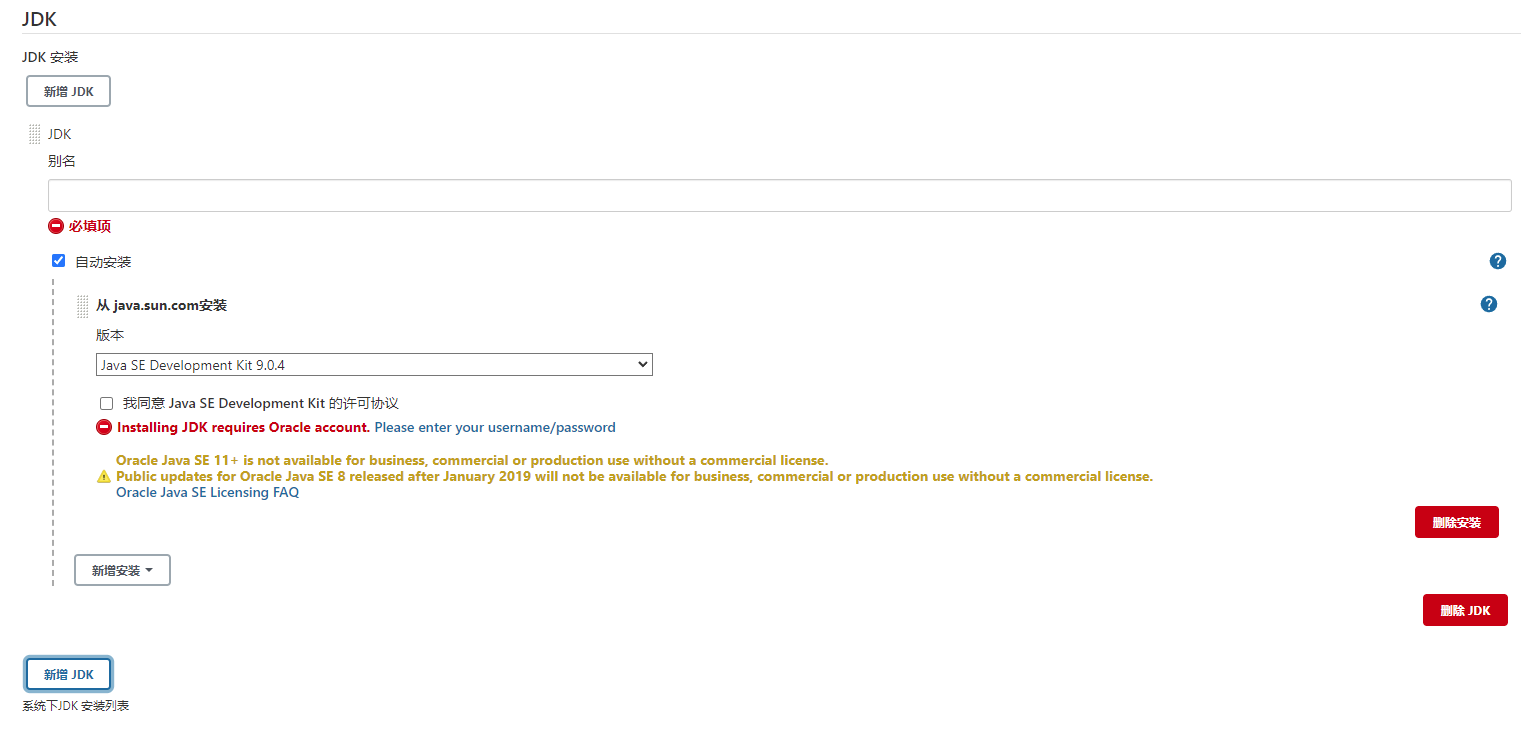 JDK
JDK 安装
新增 JDK
JDK
别名
必填项
自动安装
?
从 java.sun.com安装
?
版本
Java SE Development Kit 9.0.4
我同意 Java SE Development Kit 的许可协议
Installing JDK requires Oracle account. Please enter your username/password
Oracle Java SE 11+ is not available for business, commercial or production use without a commercial license.
Public updates for Oracle Java SE 8 released after January 2019 will not be available for business, commercial or production use without a commercial license.
Oracle Java SE Licensing FAQ
删除安装
新增安装
删除 JDK
新增 JDK
系统下JDK 安装列表